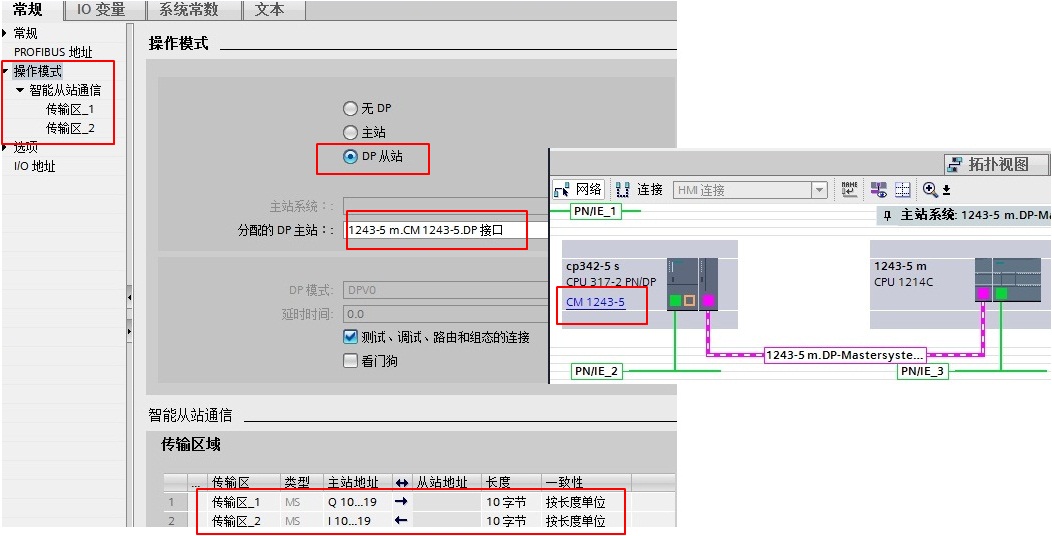 常规 IO 变量 系统常数 文本
常规
PROFIBUS 地址
操作模式
智能从站通信
传输区_1
传输区_2
选项
I/O 地址
操作模式
无 DP
主站
DP 从站
主站系统: :
分配的 DP 主站: : 1243-5 m.CM 1243-5.DP 接口
DP 模式: DPV0
延时时间: 0.0
测试、调试、路由和组态的连接
看门狗
智能从站通信
传输区域
... 传输区 类型 主站地址 ↔ 从站地址 长度 一致性
1 传输区_1 MS Q 10...19 → 10 字节 按长度单位
2 传输区_2 MS I 10...19 ← 10 字节 按长度单位
拓扑视图
网络 连接 HMI 连接
PN/IE_1
主站系统: 1243-5 m.DP-Ma
cp342-5 s
CPU 317-2 PN/DP
CM 1243-5
1243-5 m
CPU 1214C
1243-5 m.DP-Mastersyste...
PN/IE_2
PN/IE_3